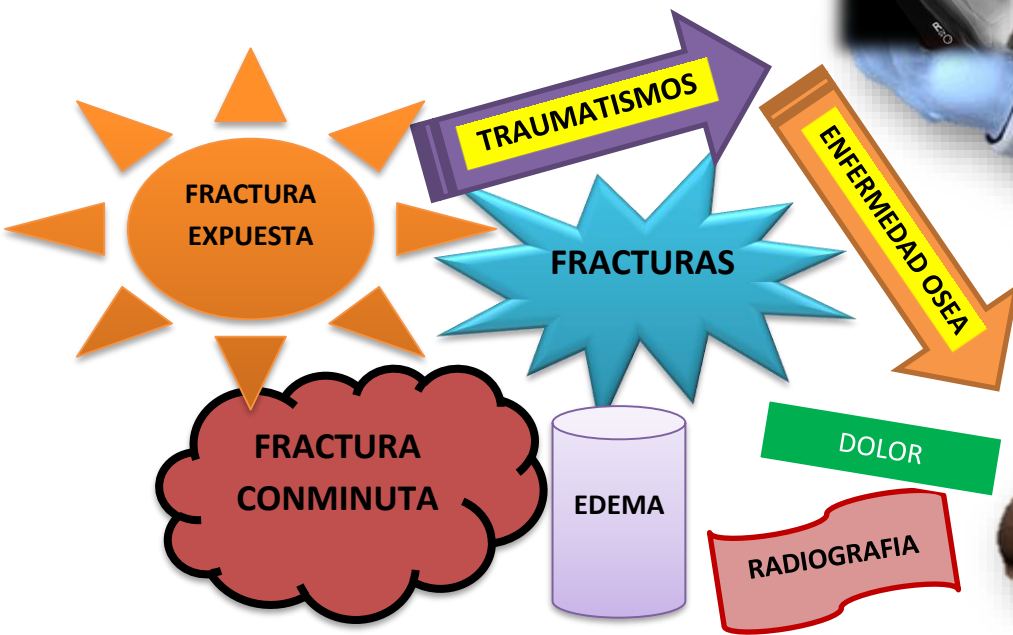 TRAUMATISMOS
ENFERMEDAD OSEA
FRACTURA
EXPUESTA
FRACTURAS
FRACTURA
CONMINUTA
EDEMA
DOLOR
RADIOGRAFIA